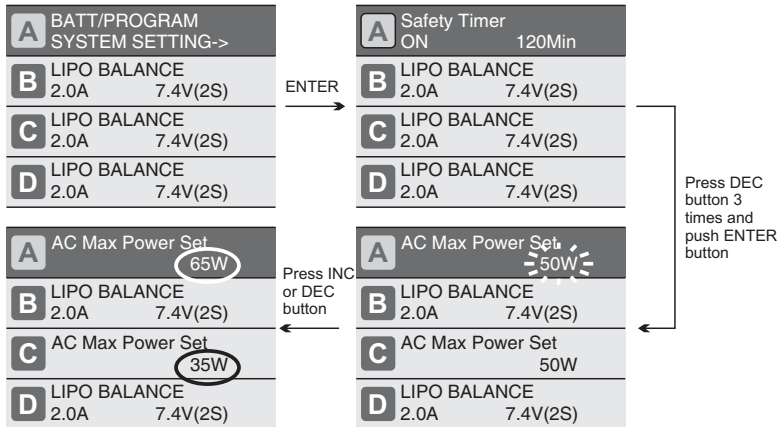 A
BATT/PROGRAM
SYSTEM SETTING->
B
LIPO BALANCE
2.0A 7.4V(2S)
C
LIPO BALANCE
2.0A 7.4V(2S)
D
LIPO BALANCE
2.0A 7.4V(2S)
ENTER
A
Safety Timer
ON 120Min
B
LIPO BALANCE
2.0A 7.4V(2S)
C
LIPO BALANCE
2.0A 7.4V(2S)
D
LIPO BALANCE
2.0A 7.4V(2S)
Press DEC
button 3
times and
push ENTER
button
A
AC Max Power Set
50W
B
LIPO BALANCE
2.0A 7.4V(2S)
C
AC Max Power Set
50W
D
LIPO BALANCE
2.0A 7.4V(2S)
Press INC
or DEC
button
A
AC Max Power Set
65W
B
LIPO BALANCE
2.0A 7.4V(2S)
C
AC Max Power Set
35W
D
LIPO BALANCE
2.0A 7.4V(2S)